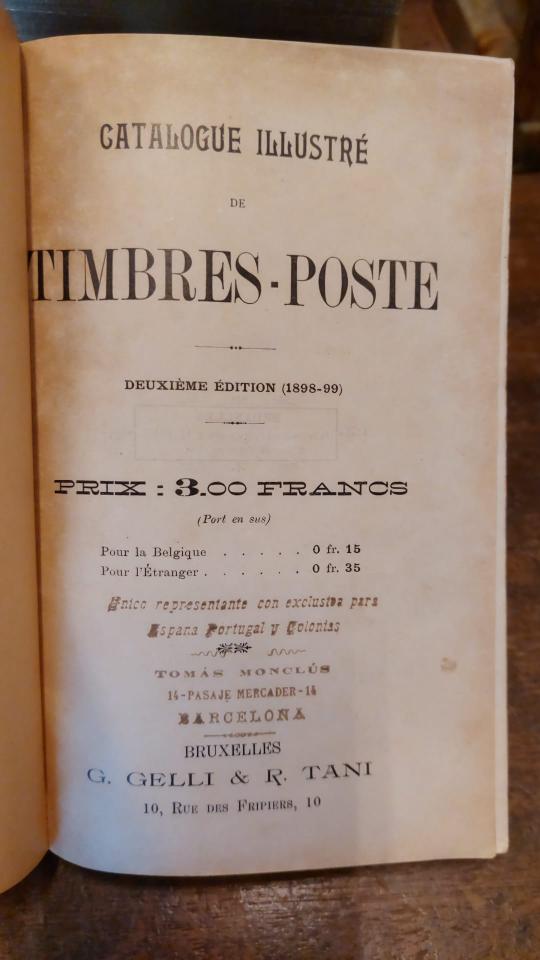 CATALOGUE ILLUSTRÉ
DE
TIMBRES-POSTE
DEUXIÈME ÉDITION (1898-99)
PRIX : 3.00 FRANCS
(Port en sus)
Pour la Belgique . . . . . 0 fr. 15
Pour l'Étranger . . . . . . 0 fr. 35
Unico representante con exclusiva para
Espana Portugal y Colonias
TOMÁS MONCLÚS
14-PASAJE MERCADER-14
BARCELONA
BRUXELLES
G. GELLI & R. TANI
10, RUE DES FRIPIERS, 10